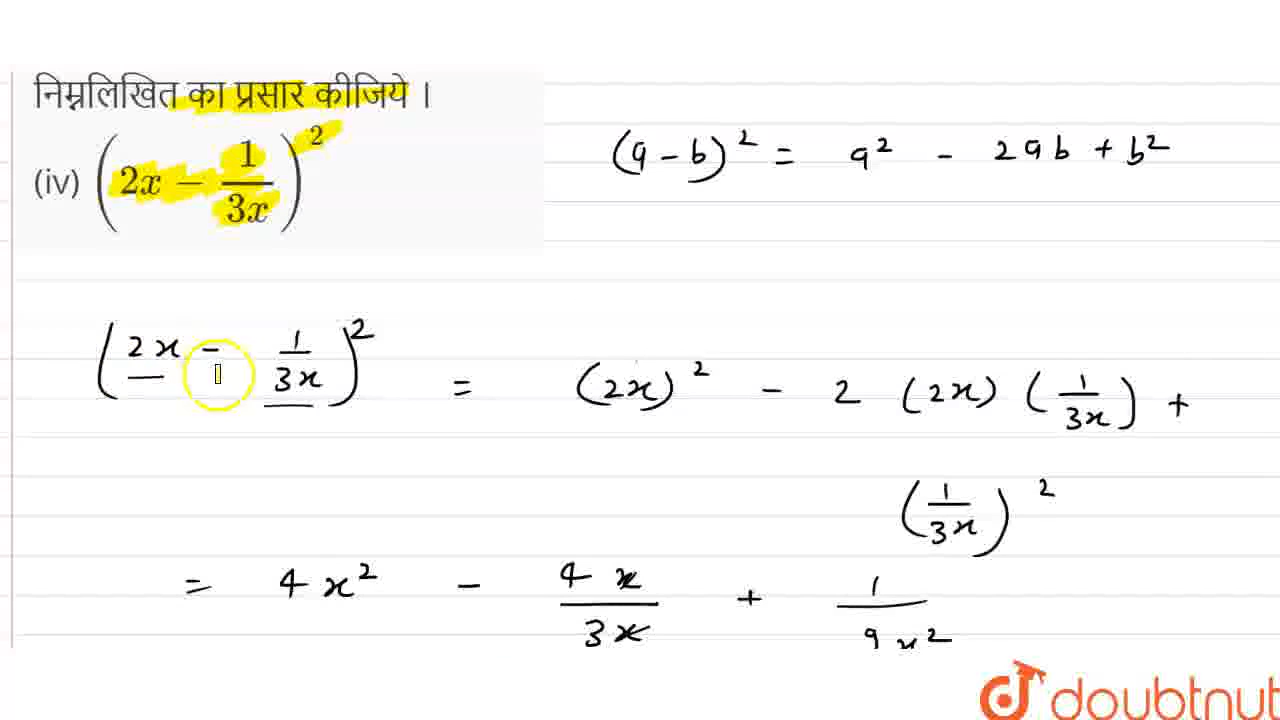 निम्नलिखित का प्रसार कीजिये ।
(iv) (2x − 1/3x)²
(a − b)² = a² − 2ab + b²
(2x − 1/3x)² = (2x)² − 2 (2x) (1/3x) +
(1/3x)²
= 4x² − 4x/3x + 1/9x²
doubtnut